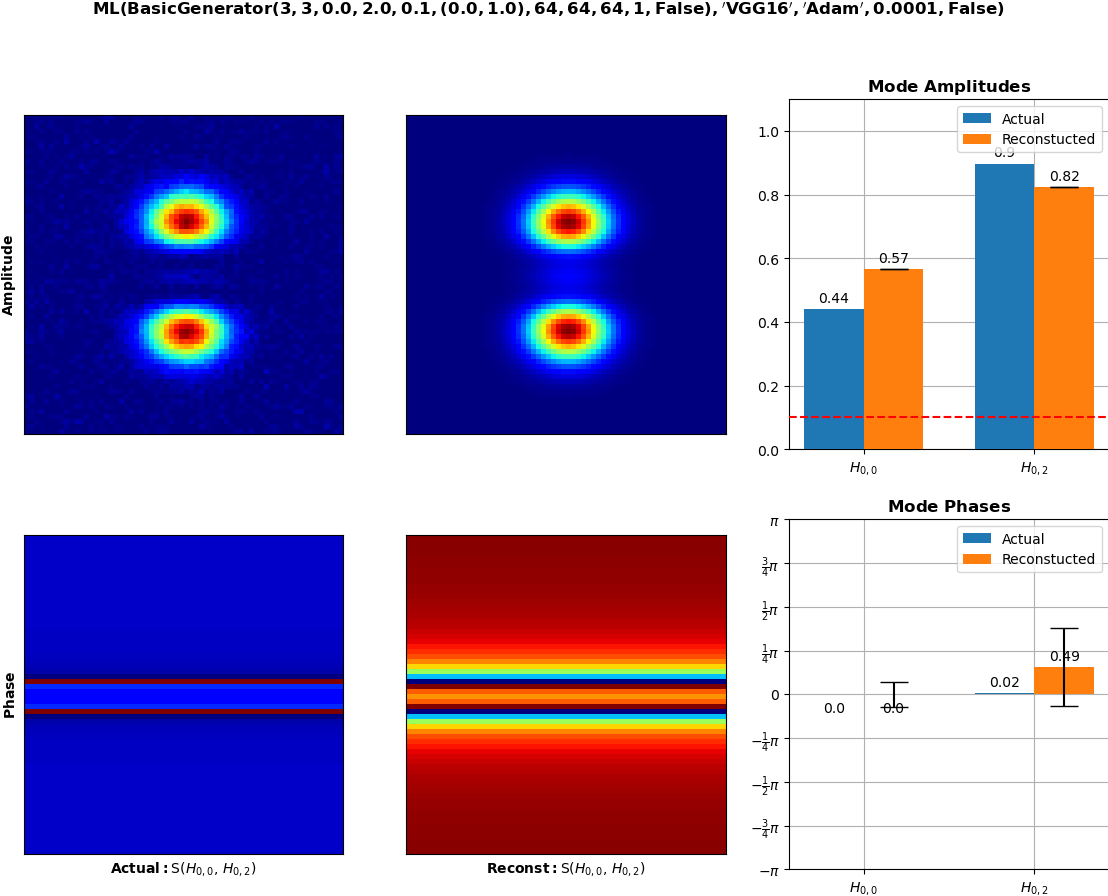 ML(BasicGenerator(3, 3, 0.0, 2.0, 0.1, (0.0, 1.0), 64, 64, 64, 1, False), ′VGG16′, ′Adam′, 0.0001, False)
Amplitude
Mode Amplitudes
Actual
Reconstucted
1.0
0.8
0.6
0.4
0.2
0.0
0.44
0.57
0.9
0.82
H0, 0
H0, 2
Phase
Actual: S(H0, 0, H0, 2)
Reconst: S(H0, 0, H0, 2)
Mode Phases
Actual
Reconstucted
π
3/4π
1/2π
1/4π
0
−1/4π
−1/2π
−3/4π
−π
0.0
0.0
0.02
0.49
H0, 0
H0, 2